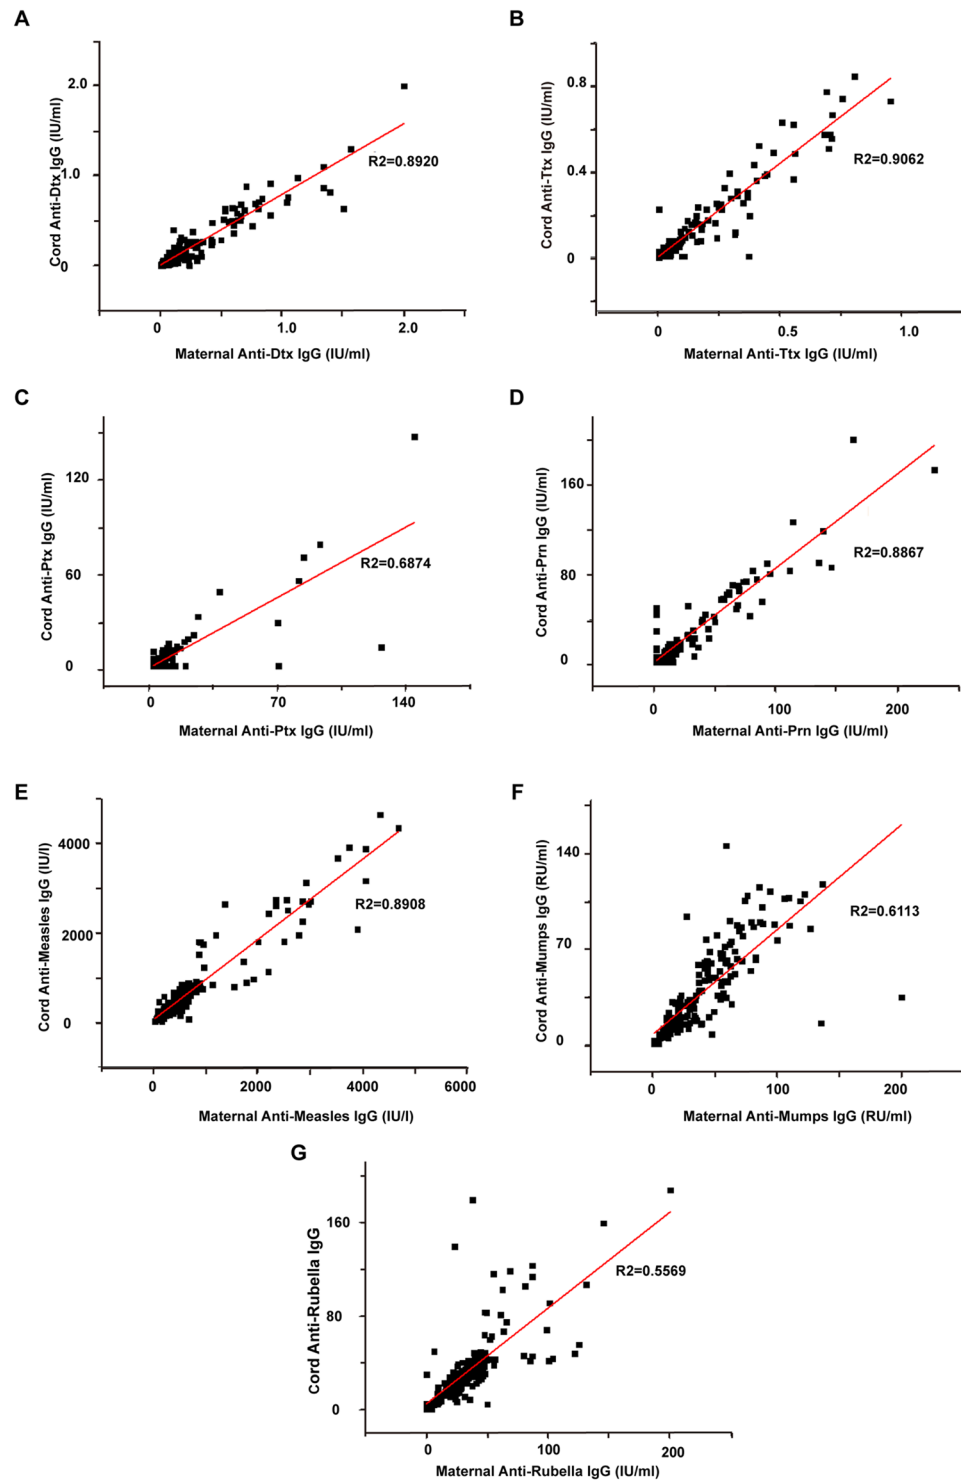 A
Cord Anti-Dtx IgG (IU/ml)
2.0
1.0
0
R2=0.8920
0 1.0 2.0
Maternal Anti-Dtx IgG (IU/ml)
B
Cord Anti-Ttx IgG (IU/ml)
0.8
0.4
0
R2=0.9062
0 0.5 1.0
Maternal Anti-Ttx IgG (IU/ml)
C
Cord Anti-Ptx IgG (IU/ml)
120
60
0
R2=0.6874
0 70 140
Maternal Anti-Ptx IgG (IU/ml)
D
Cord Anti-Prn IgG (IU/ml)
160
80
0
R2=0.8867
0 100 200
Maternal Anti-Prn IgG (IU/ml)
E
Cord Anti-Measles IgG (IU/l)
4000
2000
0
R2=0.8908
0 2000 4000 6000
Maternal Anti-Measles IgG (IU/l)
F
Cord Anti-Mumps IgG (RU/ml)
140
70
0
R2=0.6113
0 100 200
Maternal Anti-Mumps IgG (RU/ml)
G
Cord Anti-Rubella IgG
160
80
0
R2=0.5569
0 100 200
Maternal Anti-Rubella IgG (IU/ml)